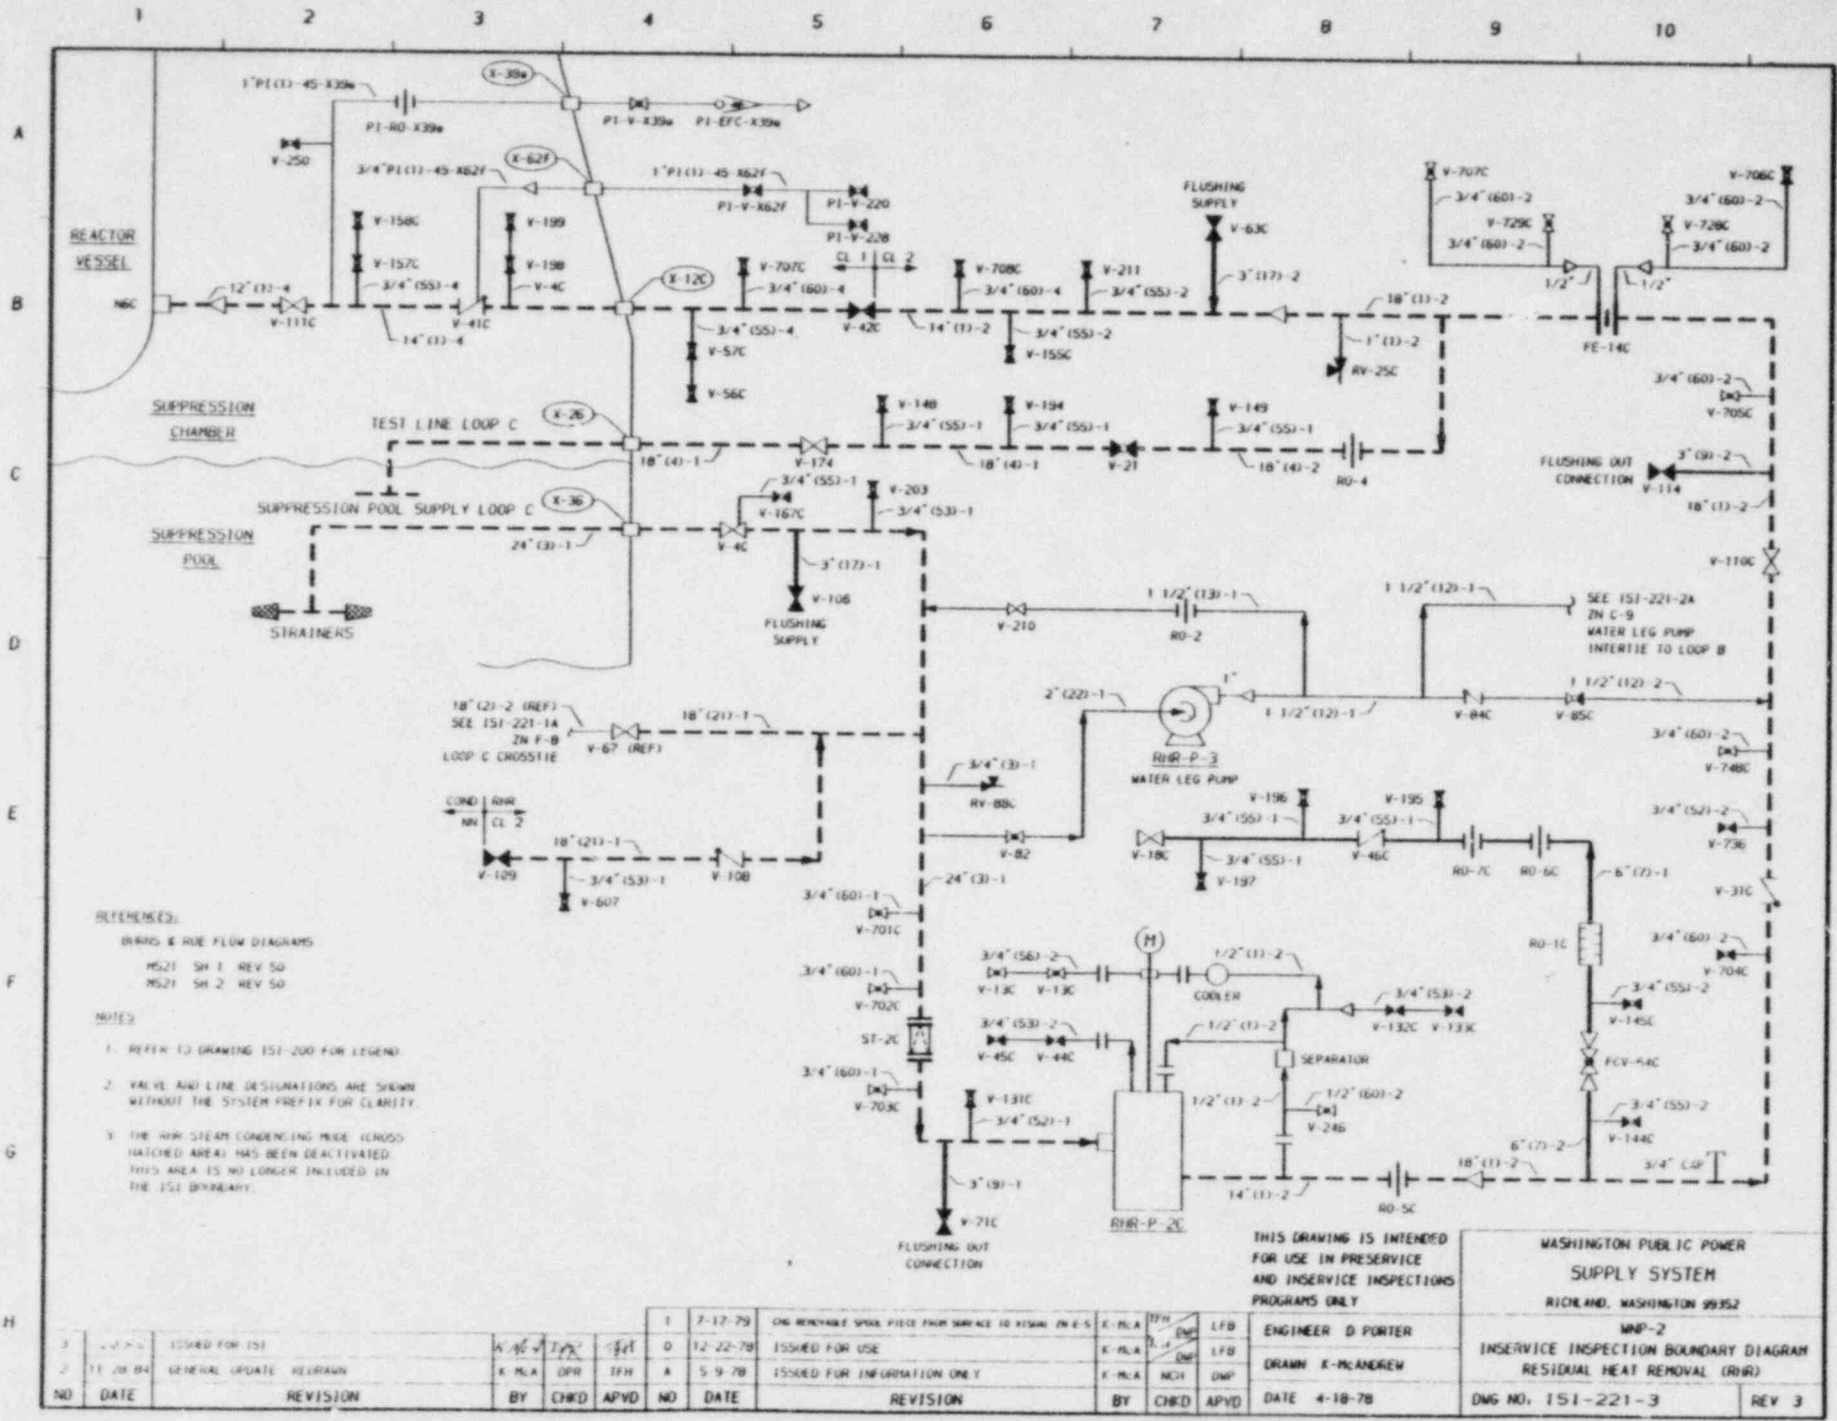 1 2 3 4 5 6 7 8 9 10
A
B
C
D
E
F
G
H
X-39e
1"PI(1)-45-X39e
PI-RO-X39e
PI-V-X39e
PI-EFC-X39e
V-250
X-62F
3/4"PI(1)-45-X62F
1"PI(1)-45-X62F
PI-V-X62F
PI-V-220
PI-V-228
REACTOR
VESSEL
N6C
12"(1)-4
V-111C
V-158C
V-157C
3/4"(55)-4
14"(1)-4
V-41C
V-199
V-198
V-4C
X-12C
V-707C
3/4"(60)-4
CL 1
CL 2
V-42C
3/4"(55)-4
V-57C
V-56C
14"(1)-2
V-708C
3/4"(60)-4
V-211
3/4"(55)-2
3/4"(55)-2
V-155C
FLUSHING
SUPPLY
V-63C
3"(17)-2
18"(1)-2
1"(1)-2
RV-25C
V-707C
3/4"(60)-2
V-729C
3/4"(60)-2
V-706C
3/4"(60)-2
V-728C
3/4"(60)-2
1/2"
1/2"
FE-14C
3/4"(60)-2
V-705C
FLUSHING OUT
CONNECTION
3"(9)-2
V-114
18"(1)-2
V-110C
SUPPRESSION
CHAMBER
TEST LINE LOOP C
X-26
18"(4)-1
V-174
V-148
3/4"(55)-1
18"(4)-1
V-194
3/4"(55)-1
V-21
V-149
3/4"(55)-1
18"(4)-2
RO-4
SUPPRESSION POOL SUPPLY LOOP C
X-36
SUPPRESSION
POOL
24"(3)-1
V-4C
3/4"(55)-1
V-167C
V-203
3/4"(53)-1
3"(17)-1
V-106
FLUSHING
SUPPLY
STRAINERS
V-210
1 1/2"(13)-1
RO-2
1 1/2"(12)-1
SEE ISI-221-2A
ZN C-9
WATER LEG PUMP
INTERTIE TO LOOP B
2"(22)-1
1"
RHR-P-3
WATER LEG PUMP
1 1/2"(12)-1
V-84C
V-85C
1 1/2"(12)-2
18"(2)-2 (REF)
SEE ISI-221-1A
ZN F-8
LOOP C CROSSTIE
V-67 (REF)
18"(21)-1
3/4"(3)-1
RV-88C
V-82
3/4"(60)-2
V-748C
3/4"(52)-2
V-736
COND
RHR
NN
CL 2
V-109
18"(21)-1
3/4"(53)-1
V-607
V-108
V-18C
3/4"(55)-1
V-197
V-196
3/4"(55)-1
V-46C
V-195
3/4"(55)-1
RO-7C
RO-6C
6"(7)-1
V-31C
24"(3)-1
3/4"(60)-1
V-701C
3/4"(60)-1
V-702C
ST-2C
3/4"(60)-1
V-703C
M
3/4"(56)-2
V-13C
V-13C
COOLER
1/2"(1)-2
3/4"(53)-2
V-132C
V-133C
3/4"(53)-2
V-45C
V-44C
1/2"(1)-2
SEPARATOR
1/2"(1)-2
1/2"(60)-2
V-246
RO-1C
3/4"(60)-2
V-704C
3/4"(55)-2
V-145C
FCV-64C
3/4"(55)-2
V-144C
6"(7)-2
3/4" CAP
V-131C
3/4"(52)-1
3"(9)-1
V-71C
FLUSHING OUT
CONNECTION
RHR-P-2C
14"(1)-2
RO-5C
18"(1)-2
REFERENCES:
BURNS & ROE FLOW DIAGRAMS
M521 SH 1 REV 50
M521 SH 2 REV 50
NOTES
1. REFER TO DRAWING ISI-200 FOR LEGEND.
2. VALVE AND LINE DESIGNATIONS ARE SHOWN
WITHOUT THE SYSTEM PREFIX FOR CLARITY.
3. THE RHR STEAM CONDENSING MODE (CROSS
HATCHED AREA) HAS BEEN DEACTIVATED.
THIS AREA IS NO LONGER INCLUDED IN
THE ISI BOUNDARY.
THIS DRAWING IS INTENDED
FOR USE IN PRESERVICE
AND INSERVICE INSPECTIONS
PROGRAMS ONLY
WASHINGTON PUBLIC POWER
SUPPLY SYSTEM
RICHLAND, WASHINGTON 99352
WNP-2
INSERVICE INSPECTION BOUNDARY DIAGRAM
RESIDUAL HEAT REMOVAL (RHR)
DWG NO. ISI-221-3 REV 3
ENGINEER D PORTER
DRAWN K-McANDREW
DATE 4-18-78
1 7-17-79 CHG REMOVABLE SPOOL PIECE FROM SURFACE TO VISUAL ZN E-5 K-McA TFH DWP LFB
3 ISSUED FOR ISI
0 12-22-78 ISSUED FOR USE K-McA DWP LFB
2 11-28-84 GENERAL UPDATE REDRAWN K-McA DPR TFH
A 5-9-78 ISSUED FOR INFORMATION ONLY K-McA NCH DWP
NO DATE REVISION BY CHKD APVD NO DATE REVISION BY CHKD APVD